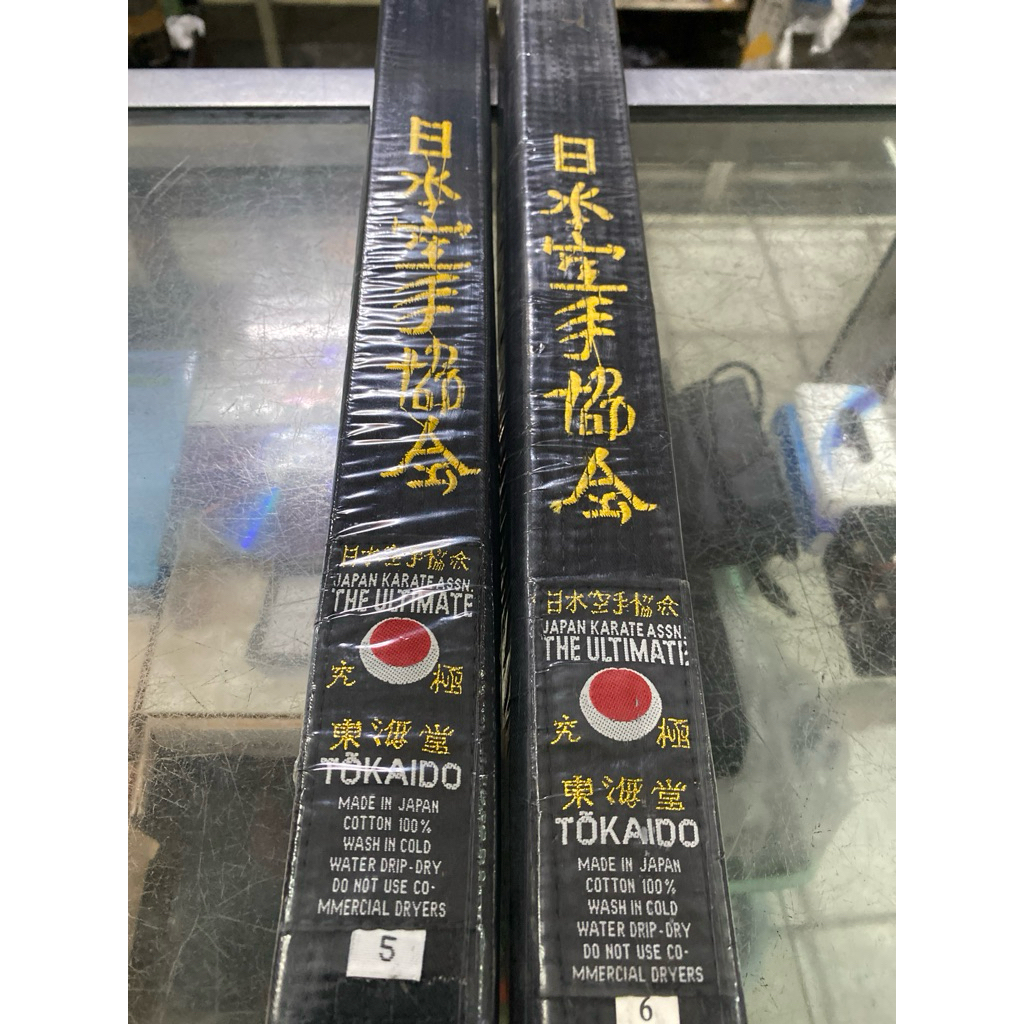 日本空手協会
日本空手協会
JAPAN KARATE ASSN.
THE ULTIMATE
究 極
東海堂
TŌKAIDO
MADE IN JAPAN
COTTON 100%
WASH IN COLD
WATER DRIP-DRY
DO NOT USE CO-
MMERCIAL DRYERS
5
日本空手協会
日本空手協会
JAPAN KARATE ASSN.
THE ULTIMATE
究 極
東海堂
TŌKAIDO
MADE IN JAPAN
COTTON 100%
WASH IN COLD
WATER DRIP-DRY
DO NOT USE CO-
MMERCIAL DRYERS
6